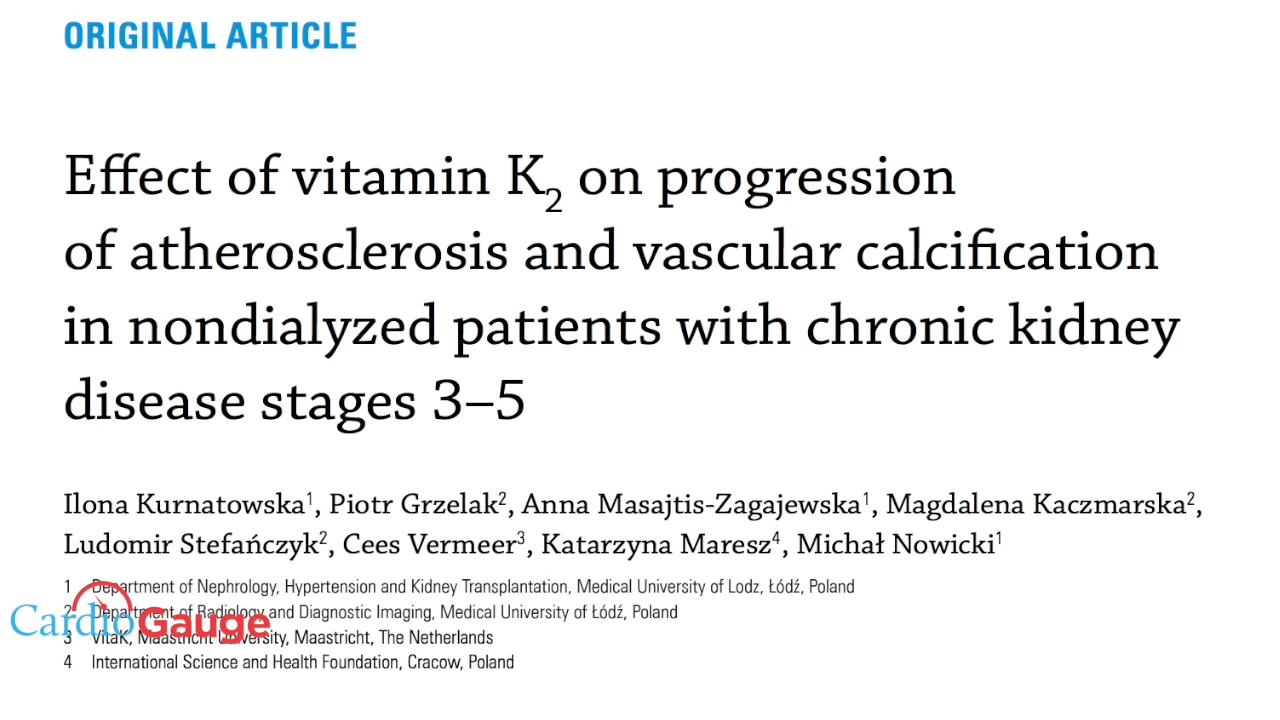 ORIGINAL ARTICLE
Effect of vitamin K₂ on progression
of atherosclerosis and vascular calcification
in nondialyzed patients with chronic kidney
disease stages 3–5
Ilona Kurnatowska¹, Piotr Grzelak², Anna Masajtis-Zagajewska¹, Magdalena Kaczmarska²,
Ludomir Stefańczyk², Cees Vermeer³, Katarzyna Maresz⁴, Michał Nowicki¹
1 Department of Nephrology, Hypertension and Kidney Transplantation, Medical University of Lodz, Łódź, Poland
2 Department of Radiology and Diagnostic Imaging, Medical University of Łódź, Poland
CardioGauge
3 VitaK, Maastricht University, Maastricht, The Netherlands
4 International Science and Health Foundation, Cracow, Poland